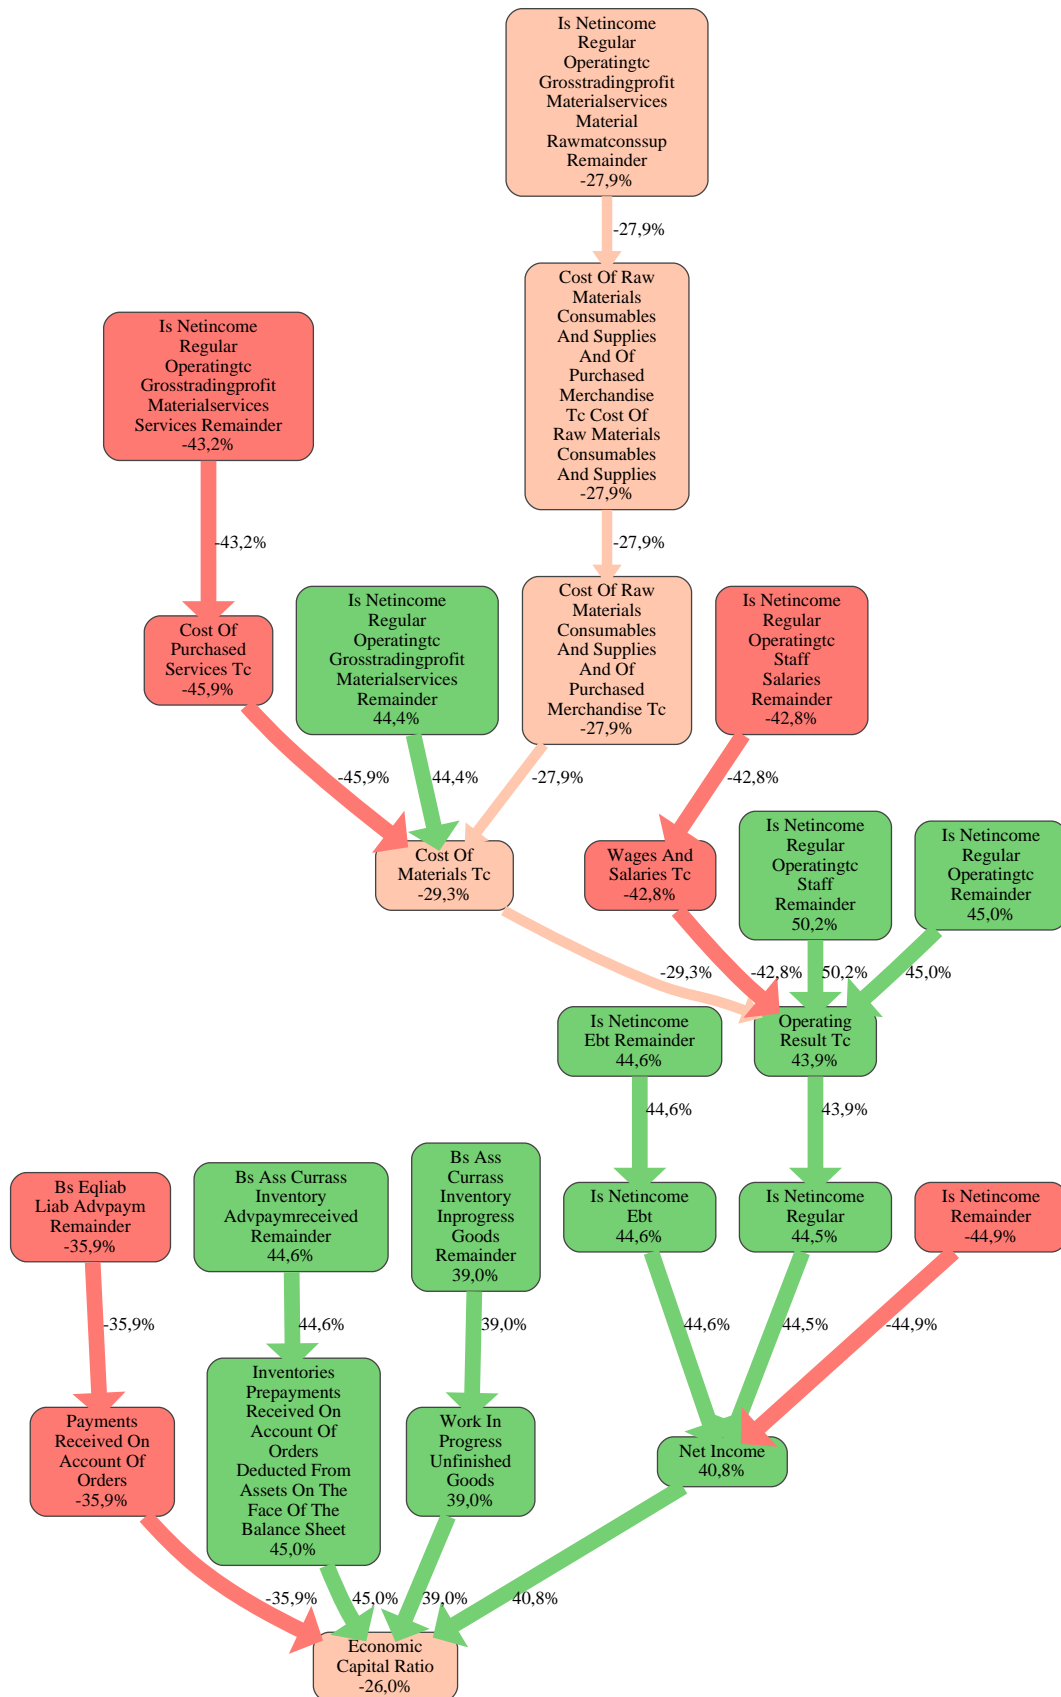 Is Netincome
Regular
Operatingtc
Grosstradingprofit
Materialservices
Material
Rawmatconssup
Remainder
-27,9%
-27,9%
Cost Of Raw
Materials
Consumables
And Supplies
And Of
Purchased
Merchandise
Tc Cost Of
Raw Materials
Consumables
And Supplies
-27,9%
Is Netincome
Regular
Operatingtc
Grosstradingprofit
Materialservices
Services Remainder
-43,2%
-43,2%
-27,9%
Cost Of
Purchased
Services Tc
-45,9%
Is Netincome
Regular
Operatingtc
Grosstradingprofit
Materialservices
Remainder
44,4%
Cost Of Raw
Materials
Consumables
And Supplies
And Of
Purchased
Merchandise Tc
-27,9%
Is Netincome
Regular
Operatingtc
Staff
Salaries
Remainder
-42,8%
-45,9%
44,4%
-27,9%
-42,8%
Cost Of
Materials Tc
-29,3%
Wages And
Salaries Tc
-42,8%
Is Netincome
Regular
Operatingtc
Staff
Remainder
50,2%
Is Netincome
Regular
Operatingtc
Remainder
45,0%
-29,3%
-42,8%
50,2%
45,0%
Is Netincome
Ebt Remainder
44,6%
Operating
Result Tc
43,9%
44,6%
43,9%
Bs Eqliab
Liab Advpaym
Remainder
-35,9%
Bs Ass Currass
Inventory
Advpaymreceived
Remainder
44,6%
Bs Ass
Currass
Inventory
Inprogress
Goods
Remainder
39,0%
Is Netincome
Ebt
44,6%
Is Netincome
Regular
44,5%
Is Netincome
Remainder
-44,9%
-35,9%
44,6%
39,0%
44,6%
44,5%
-44,9%
Payments
Received On
Account Of
Orders
-35,9%
Inventories
Prepayments
Received On
Account Of
Orders
Deducted From
Assets On The
Face Of The
Balance Sheet
45,0%
Work In
Progress
Unfinished
Goods
39,0%
Net Income
40,8%
-35,9%
45,0%
39,0%
40,8%
Economic
Capital Ratio
-26,0%